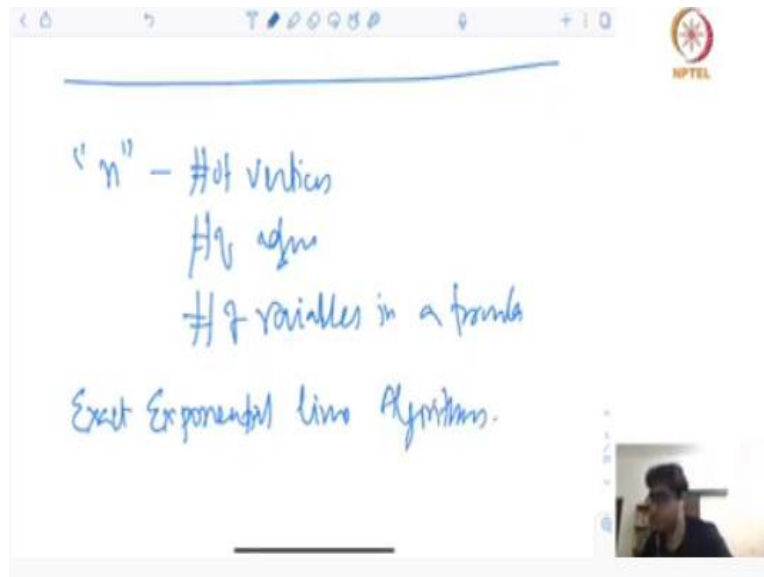 NPTEL
"n" - # of vertices
# of edges
# of variables in a formula
Exact Exponential time Algorithms.